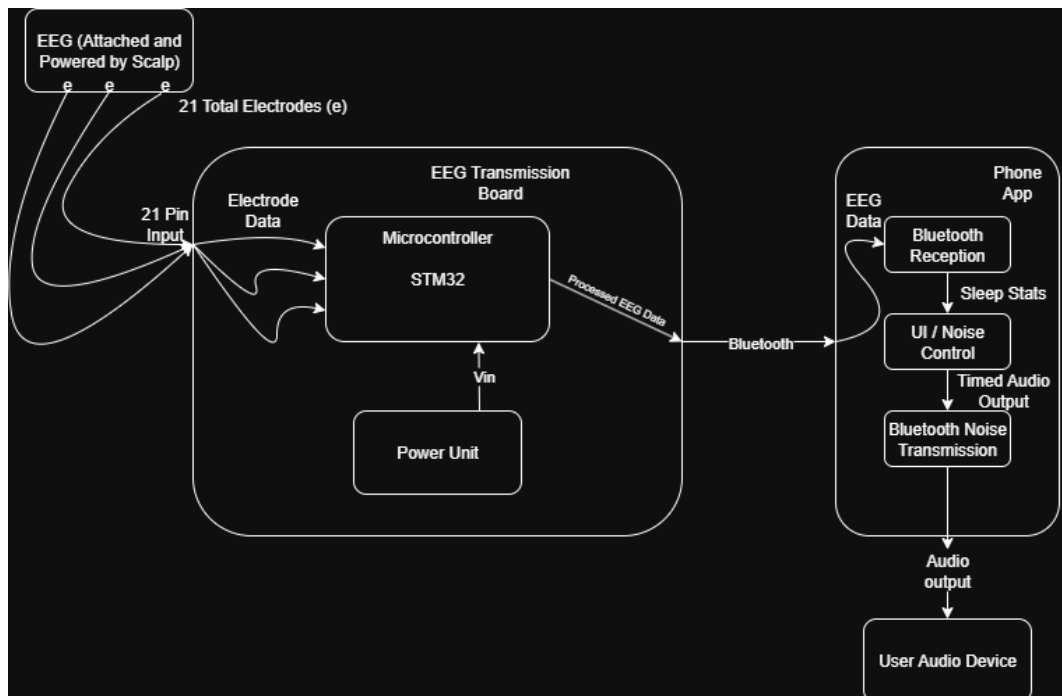 EEG (Attached and
Powered by Scalp)
e e e
21 Total Electrodes (e)
21 Pin
Input
EEG Transmission
Board
Electrode
Data
Microcontroller
STM32
Processed EEG Data
Vin
Power Unit
Bluetooth
Phone
App
EEG
Data
Bluetooth
Reception
Sleep Stats
UI / Noise
Control
Timed Audio
Output
Bluetooth Noise
Transmission
Audio
output
User Audio Device